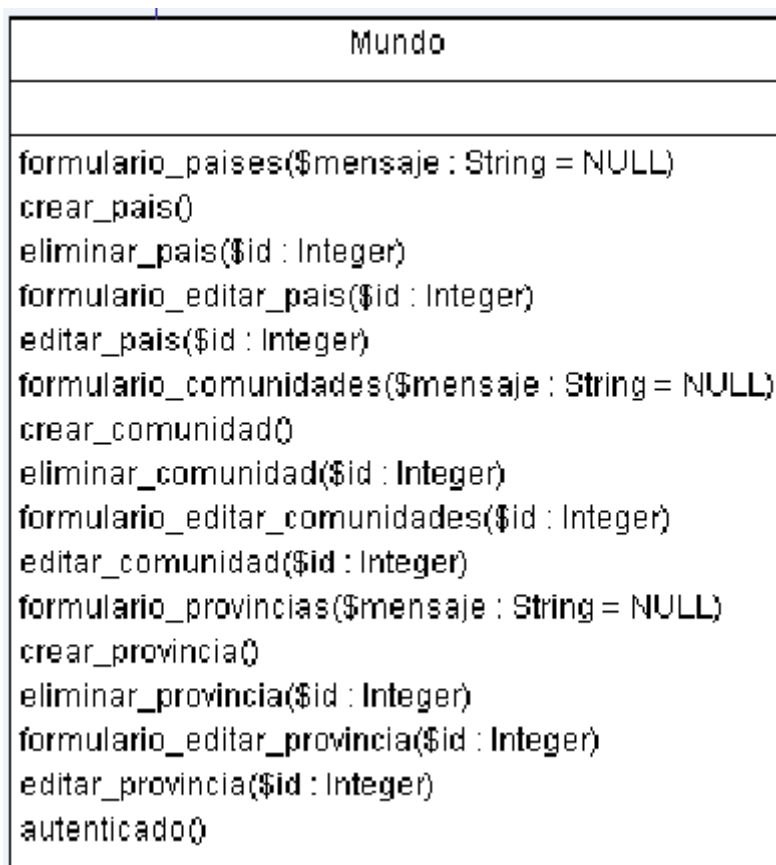 Mundo
formulario_paises($mensaje : String = NULL)
crear_pais()
eliminar_pais($id : Integer)
formulario_editar_pais($id : Integer)
editar_pais($id : Integer)
formulario_comunidades($mensaje : String = NULL)
crear_comunidad()
eliminar_comunidad($id : Integer)
formulario_editar_comunidades($id : Integer)
editar_comunidad($id : Integer)
formulario_provincias($mensaje : String = NULL)
crear_provincia()
eliminar_provincia($id : Integer)
formulario_editar_provincia($id : Integer)
editar_provincia($id : Integer)
autenticado()